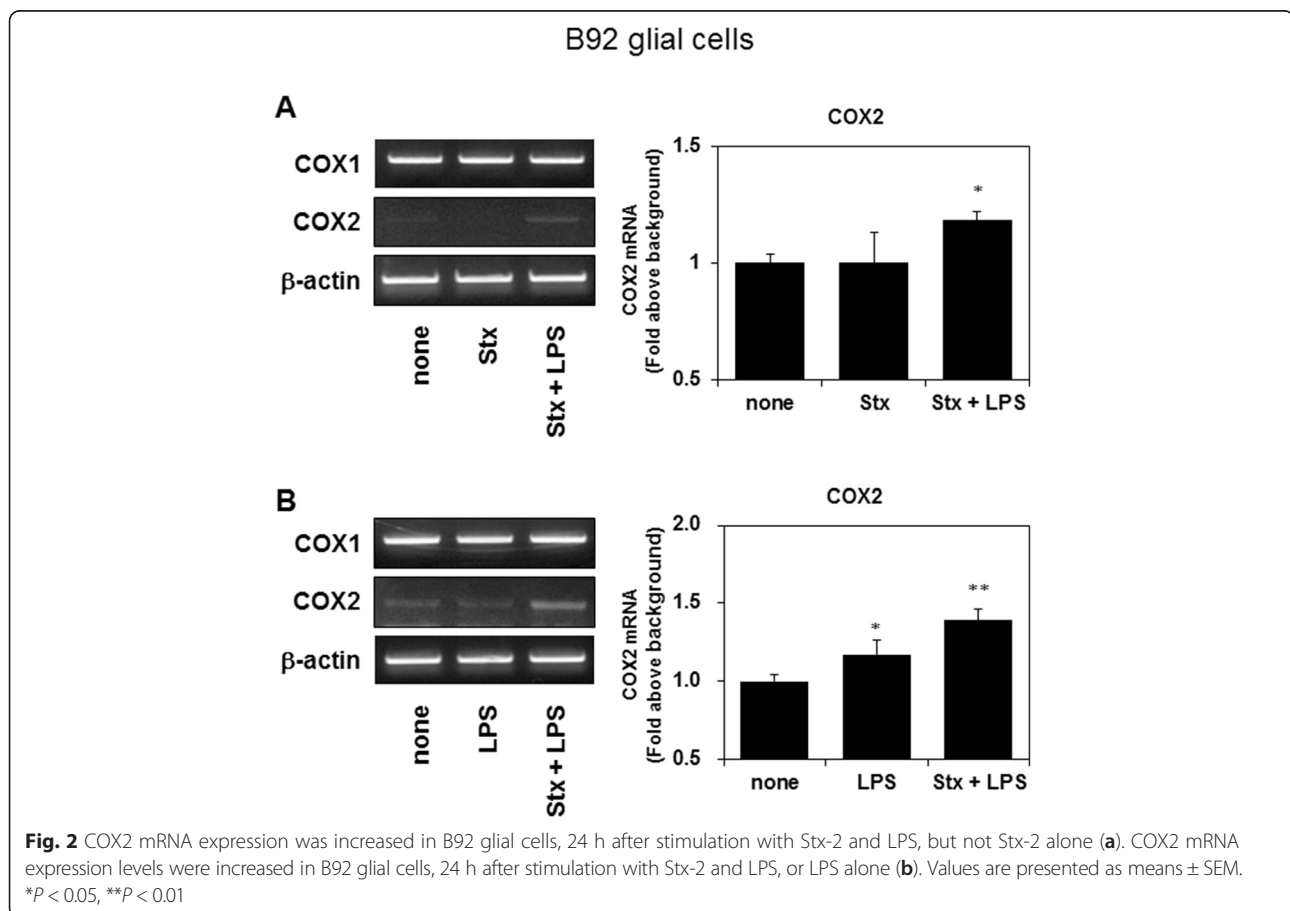 B92 glial cells
A
COX1
COX2
β-actin
none
Stx
Stx + LPS
COX2
COX2 mRNA
(Fold above background)
1.5
1
0.5
none
Stx
Stx + LPS
*
B
COX1
COX2
β-actin
none
LPS
Stx + LPS
COX2
COX2 mRNA
(Fold above background)
2.0
1.5
1.0
0.5
none
LPS
Stx + LPS
*
**
Fig. 2 COX2 mRNA expression was increased in B92 glial cells, 24 h after stimulation with Stx-2 and LPS, but not Stx-2 alone (a). COX2 mRNA
expression levels were increased in B92 glial cells, 24 h after stimulation with Stx-2 and LPS, or LPS alone (b). Values are presented as means ± SEM.
*P < 0.05, **P < 0.01